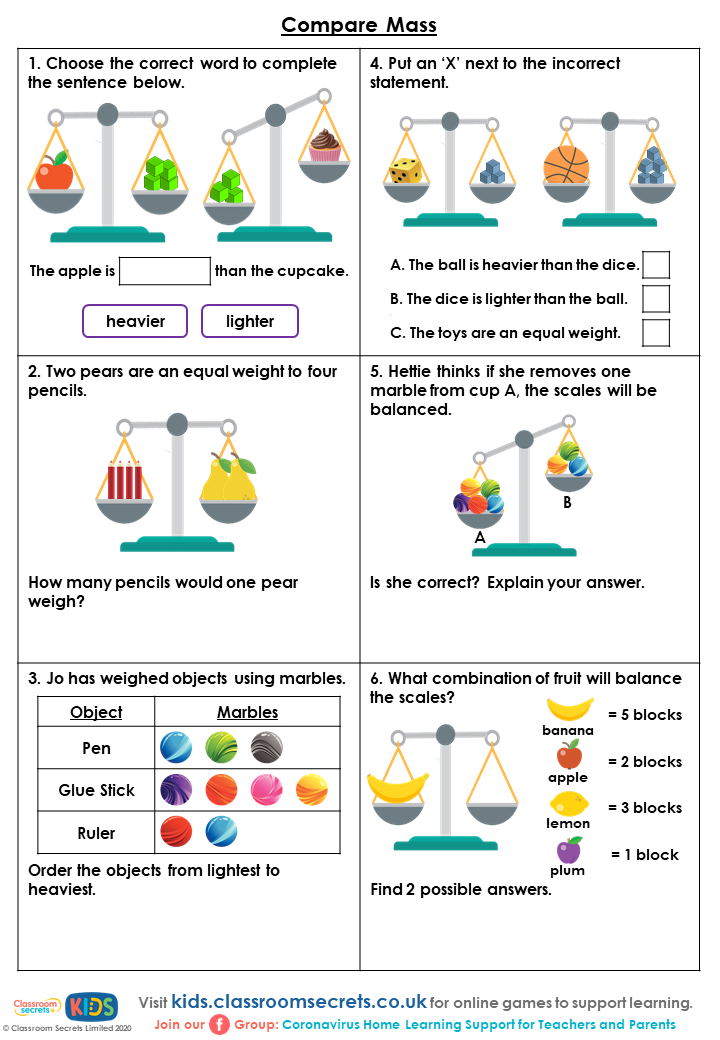 Compare Mass
1. Choose the correct word to complete
the sentence below.
The apple is
than the cupcake.
heavier
lighter
2. Two pears are an equal weight to four
pencils.
How many pencils would one pear
weigh?
3. Jo has weighed objects using marbles.
Object Marbles
Pen
Glue Stick
Ruler
Order the objects from lightest to
heaviest.
4. Put an ‘X’ next to the incorrect
statement.
A. The ball is heavier than the dice.
B. The dice is lighter than the ball.
C. The toys are an equal weight.
5. Hettie thinks if she removes one
marble from cup A, the scales will be
balanced.
B
A
Is she correct? Explain your answer.
6. What combination of fruit will balance
the scales?
banana = 5 blocks
apple = 2 blocks
lemon = 3 blocks
plum = 1 block
Find 2 possible answers.
Classroom
Secrets
KIDS
© Classroom Secrets Limited 2020
Visit kids.classroomsecrets.co.uk for online games to support learning.
Join our f Group: Coronavirus Home Learning Support for Teachers and Parents